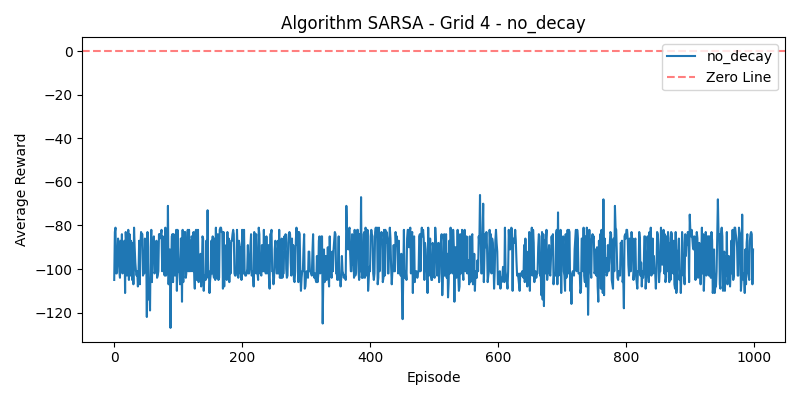 Algorithm SARSA - Grid 4 - no_decay
no_decay
Zero Line
0
−20
−40
−60
−80
−100
−120
Average Reward
0 200 400 600 800 1000
Episode